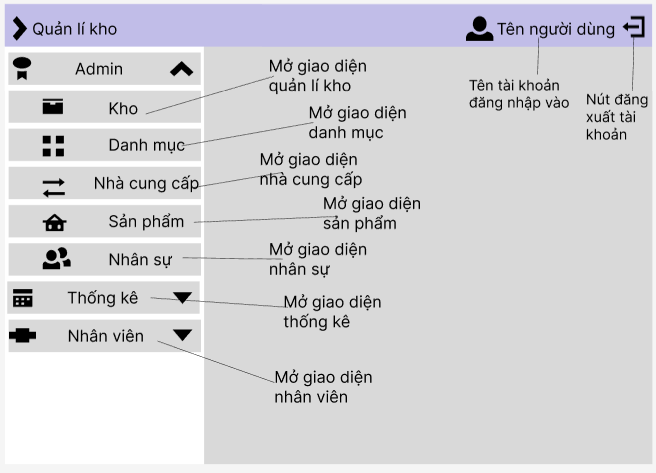 Quản lí kho
Tên người dùng
Admin
Mở giao diện
quản lí kho
Tên tài khoản
đăng nhập vào
Nút đăng
xuất tài
khoản
Kho
Mở giao diện
danh mục
Danh mục
Mở giao diện
nhà cung cấp
Nhà cung cấp
Mở giao diện
sản phẩm
Sản phẩm
Mở giao diện
nhân sự
Nhân sự
Thống kê
Mở giao diện
thống kê
Nhân viên
Mở giao diện
nhân viên